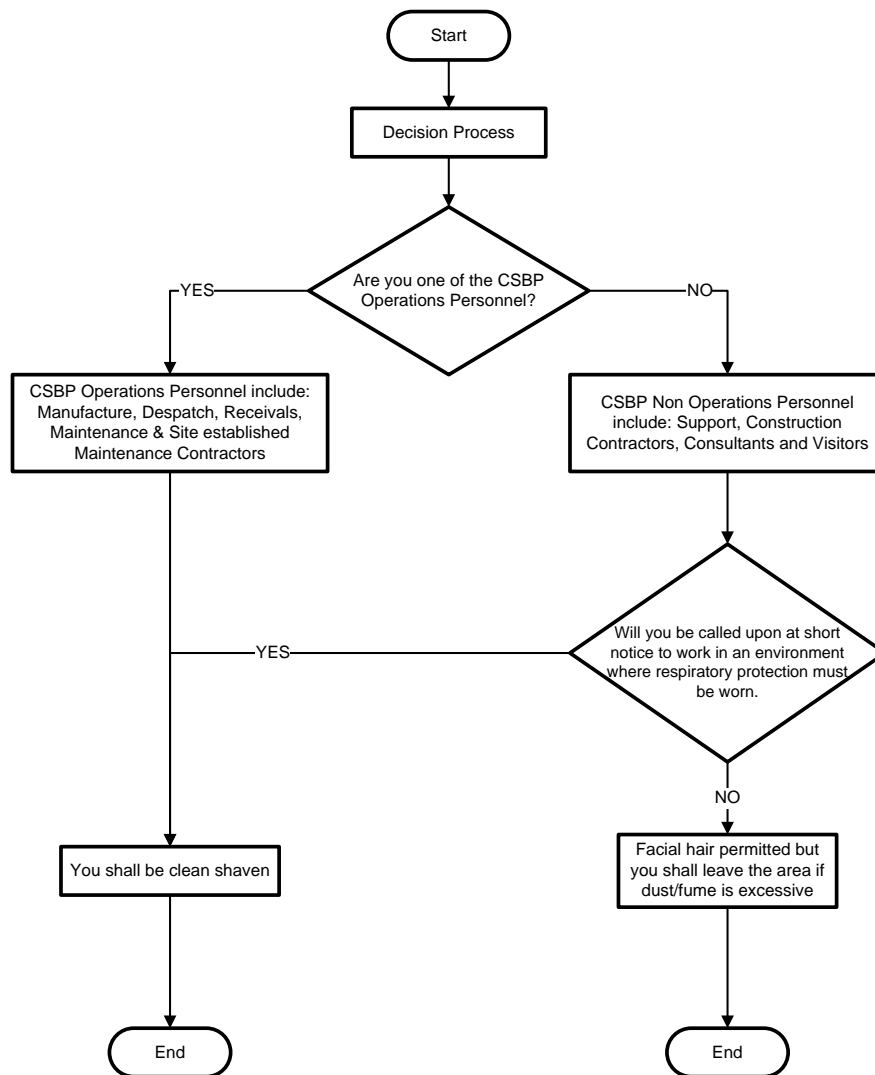 Start
Decision Process
Are you one of the CSBP
Operations Personnel?
YES
NO
CSBP Operations Personnel include:
Manufacture, Despatch, Receivals,
Maintenance & Site established
Maintenance Contractors
CSBP Non Operations Personnel
include: Support, Construction
Contractors, Consultants and Visitors
Will you be called upon at short
notice to work in an environment
where respiratory protection must
be worn.
YES
NO
You shall be clean shaven
Facial hair permitted but
you shall leave the area if
dust/fume is excessive
End
End